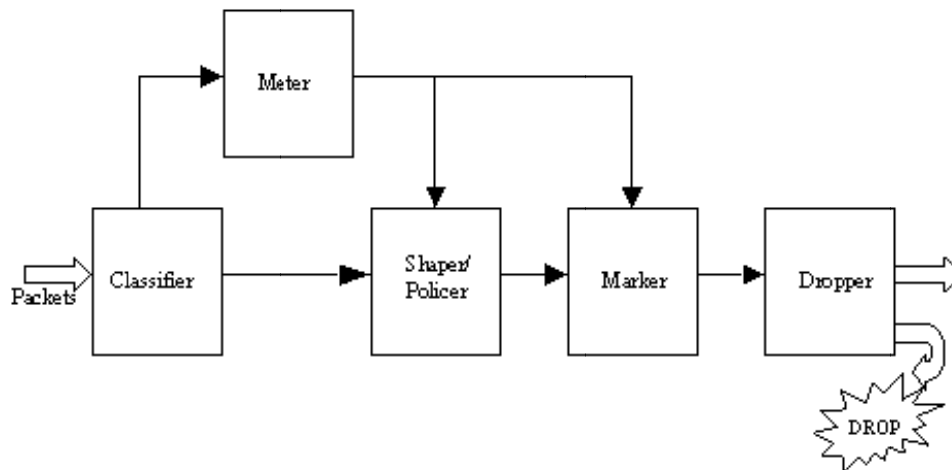 Meter
Packets
Classifier
Shaper/
Policer
Marker
Dropper
DROP